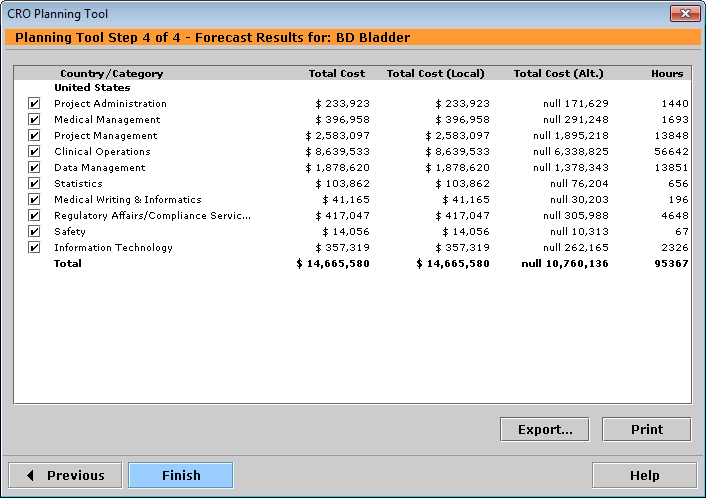 CRO Planning Tool
Planning Tool Step 4 of 4 - Forecast Results for: BD Bladder
Country/Category Total Cost Total Cost (Local) Total Cost (Alt.) Hours
United States
Project Administration $ 233,923 $ 233,923 null 171,629 1440
Medical Management $ 396,958 $ 396,958 null 291,248 1693
Project Management $ 2,583,097 $ 2,583,097 null 1,895,218 13848
Clinical Operations $ 8,639,533 $ 8,639,533 null 6,338,825 56642
Data Management $ 1,878,620 $ 1,878,620 null 1,378,343 13851
Statistics $ 103,862 $ 103,862 null 76,204 656
Medical Writing & Informatics $ 41,165 $ 41,165 null 30,203 196
Regulatory Affairs/Compliance Servic... $ 417,047 $ 417,047 null 305,988 4648
Safety $ 14,056 $ 14,056 null 10,313 67
Information Technology $ 357,319 $ 357,319 null 262,165 2326
Total $ 14,665,580 $ 14,665,580 null 10,760,136 95367
Export... Print
Previous Finish Help